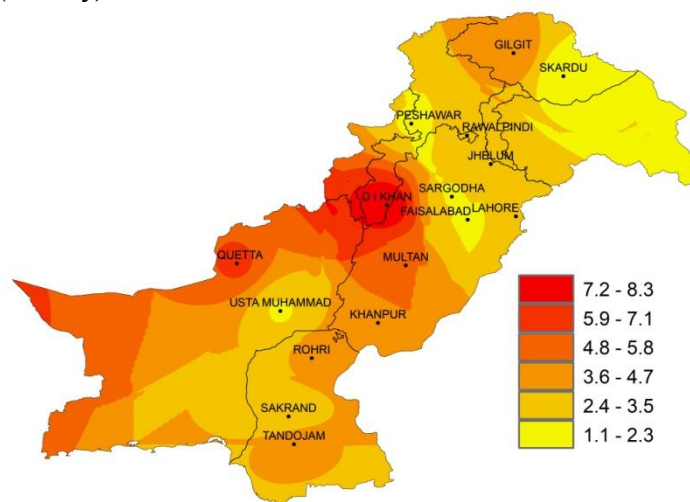 GILGIT
SKARDU
PESHAWAR
RAWALPINDI
JHELUM
SARGODHA
D I KHAN
FAISALABAD
LAHORE
QUETTA
MULTAN
USTA MUHAMMAD
KHANPUR
ROHRI
SAKRAND
TANDOJAM
7.2 - 8.3
5.9 - 7.1
4.8 - 5.8
3.6 - 4.7
2.4 - 3.5
1.1 - 2.3